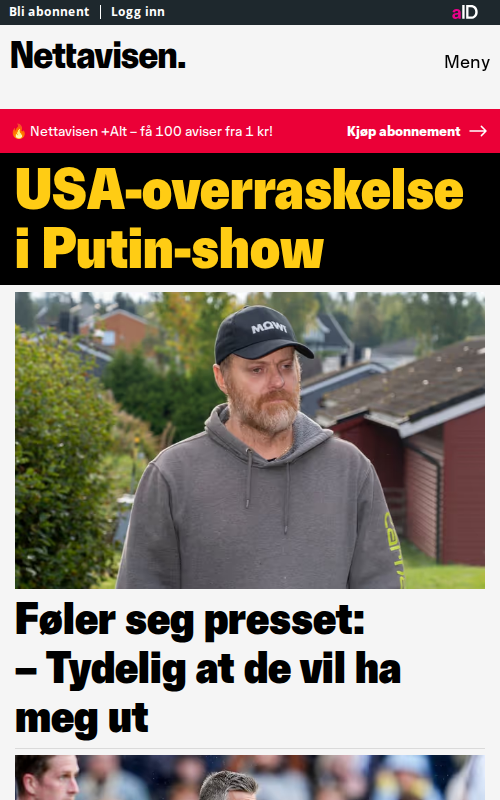 Bli abonnent | Logg inn
aID
Nettavisen.
Meny
🔥 Nettavisen +Alt – få 100 aviser fra 1 kr!
Kjøp abonnement →
USA-overraskelse
i Putin-show
MOWI
Føler seg presset:
– Tydelig at de vil ha
meg ut